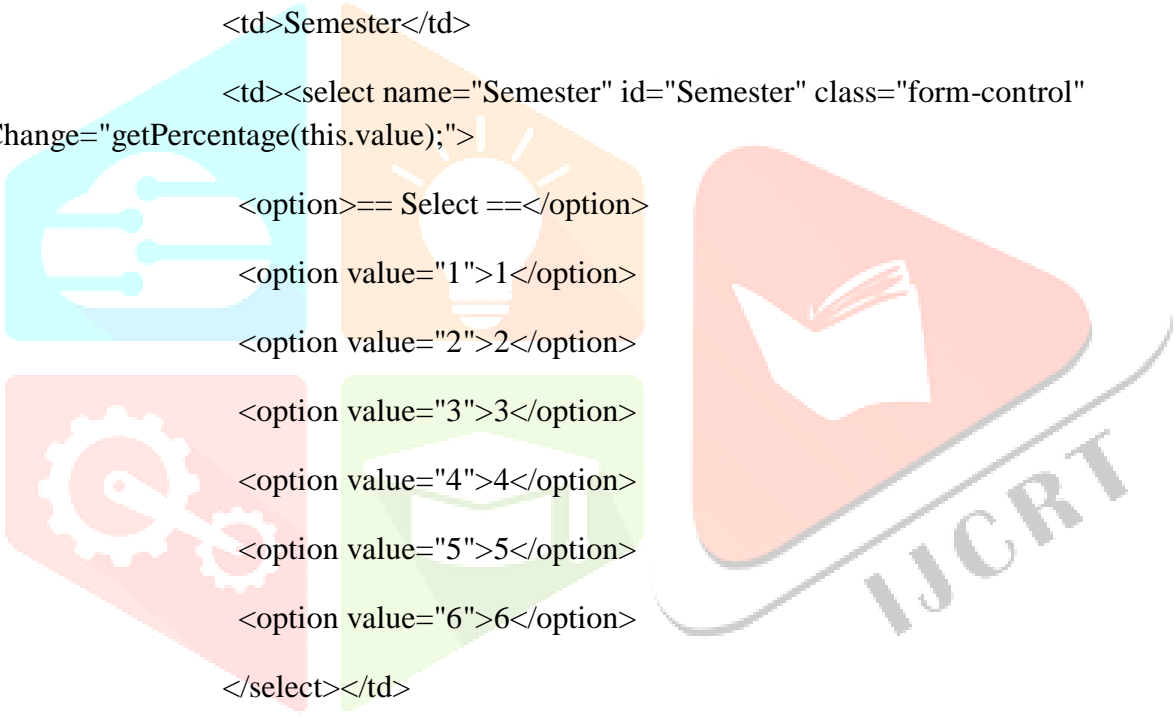 <td>Semester</td>
<td><select name="Semester" id="Semester" class="form-control"
Change="getPercentage(this.value);">
<option>== Select ==</option>
<option value="1">1</option>
<option value="2">2</option>
<option value="3">3</option>
<option value="4">4</option>
<option value="5">5</option>
<option value="6">6</option>
</select></td>
IJCRT